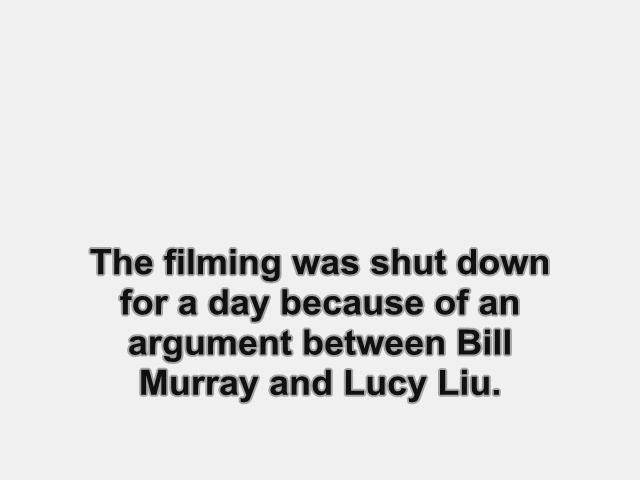 The filming was shut down
for a day because of an
argument between Bill
Murray and Lucy Liu.